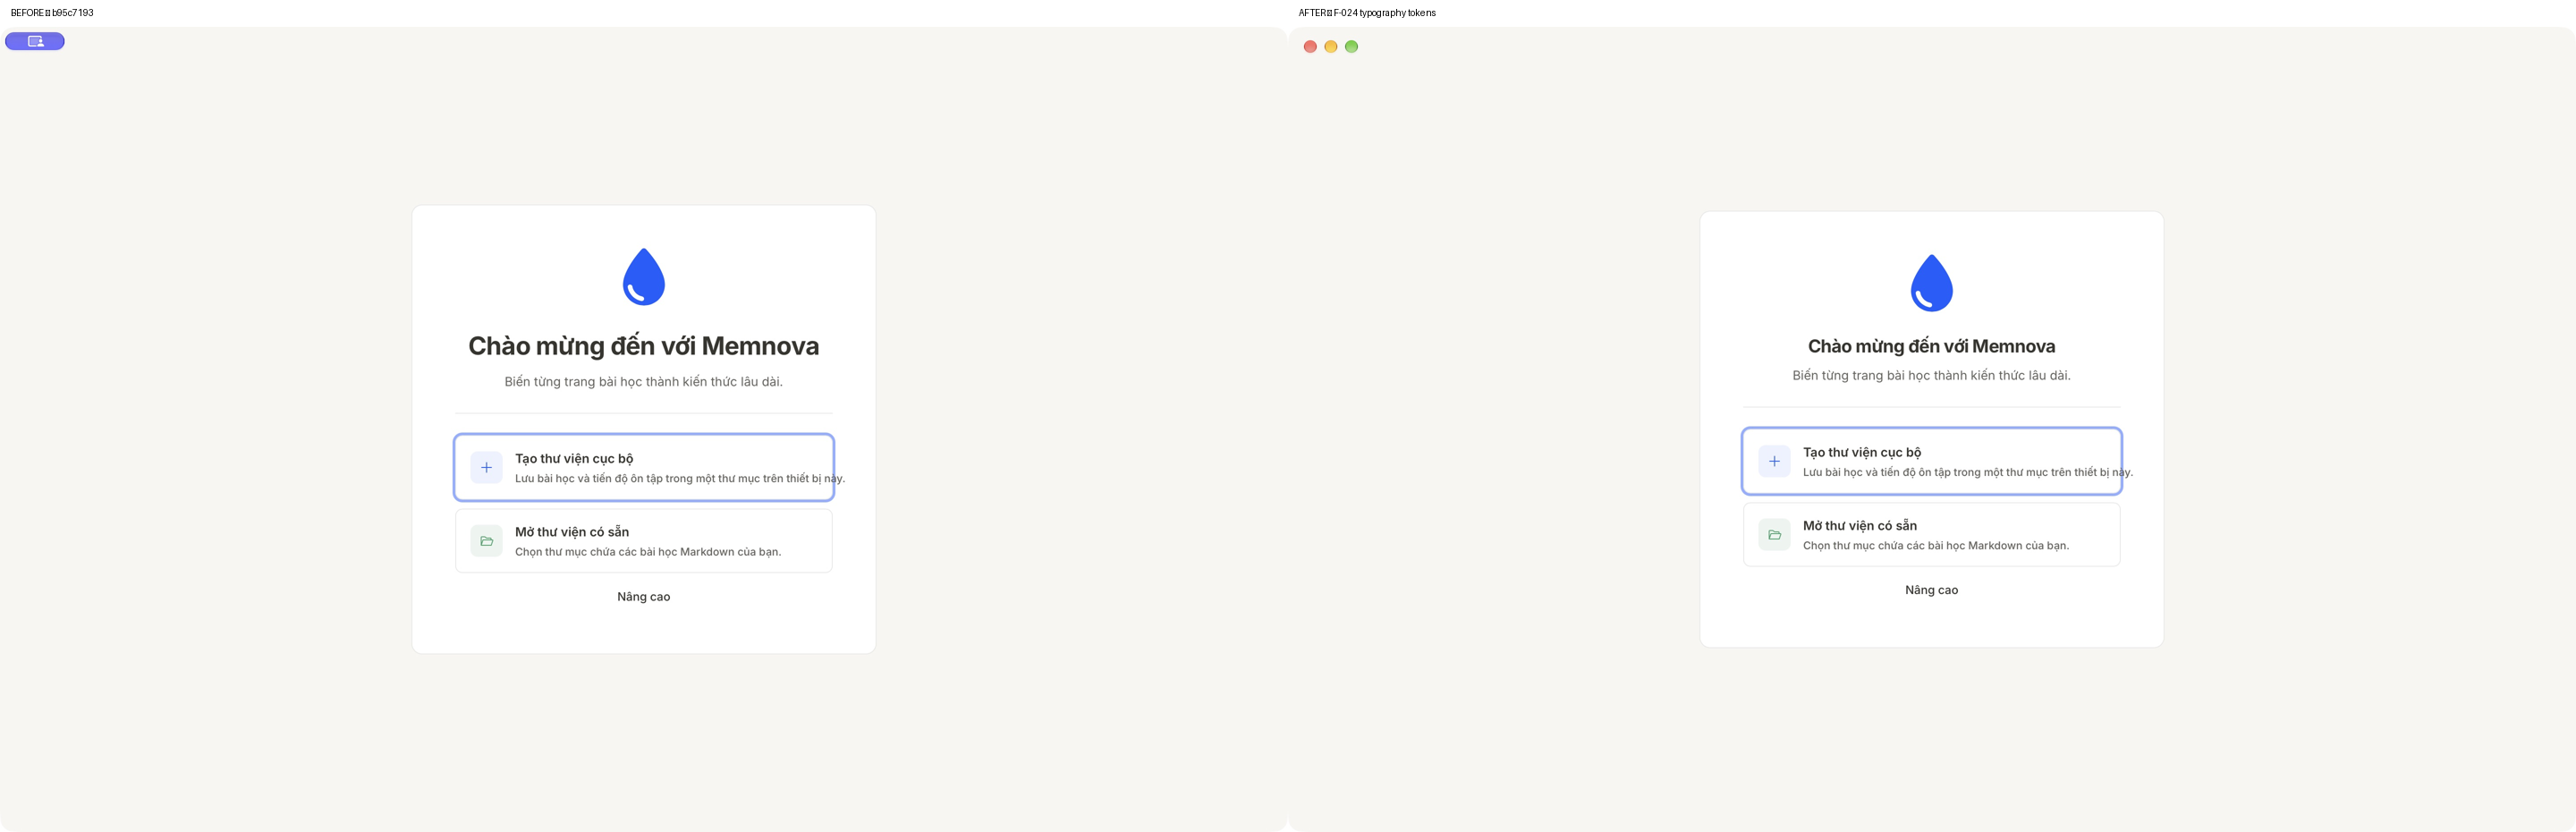 BEFORE b95c7193
Chào mừng đến với Memnova
Biến từng trang bài học thành kiến thức lâu dài.
Tạo thư viện cục bộ
Lưu bài học và tiến độ ôn tập trong một thư mục trên thiết bị này.
Mở thư viện có sẵn
Chọn thư mục chứa các bài học Markdown của bạn.
Nâng cao
AFTER F-024 typography tokens
Chào mừng đến với Memnova
Biến từng trang bài học thành kiến thức lâu dài.
Tạo thư viện cục bộ
Lưu bài học và tiến độ ôn tập trong một thư mục trên thiết bị này.
Mở thư viện có sẵn
Chọn thư mục chứa các bài học Markdown của bạn.
Nâng cao